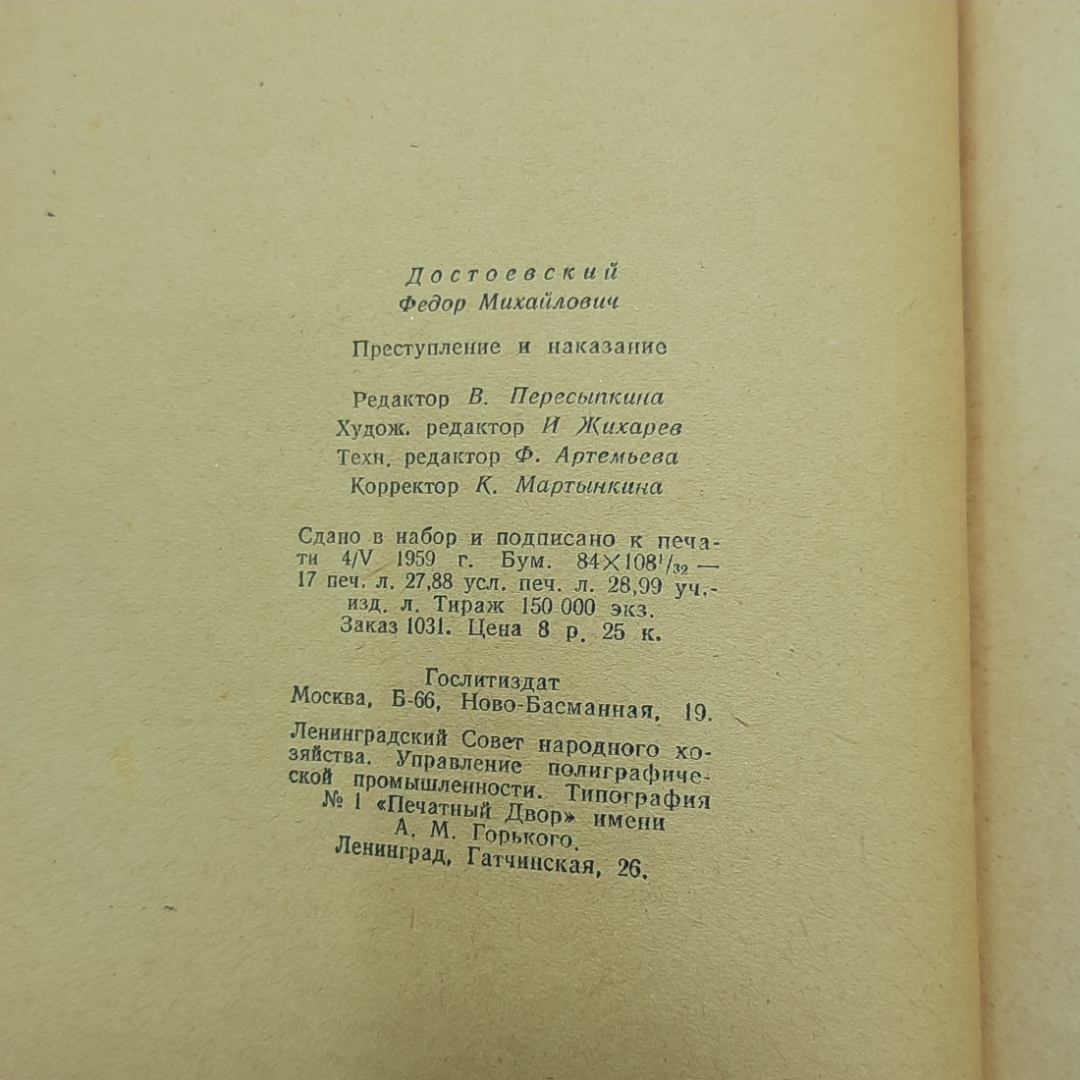 Достоевский
Федор Михайлович
Преступление и наказание
Редактор В. Пересыпкина
Худож. редактор И Жихарев
Техн. редактор Ф. Артемьева
Корректор К. Мартынкина
Сдано в набор и подписано к печа-
ти 4/V 1959 г. Бум. 84×108¹/₃₂ —
17 печ. л. 27,88 усл. печ. л. 28,99 уч.-
изд. л. Тираж 150 000 экз.
Заказ 1031. Цена 8 р. 25 к.
Гослитиздат
Москва, Б-66, Ново-Басманная, 19.
Ленинградский Совет народного хо-
зяйства. Управление полиграфиче-
ской промышленности. Типография
№ 1 «Печатный Двор» имени
А. М. Горького.
Ленинград, Гатчинская, 26.